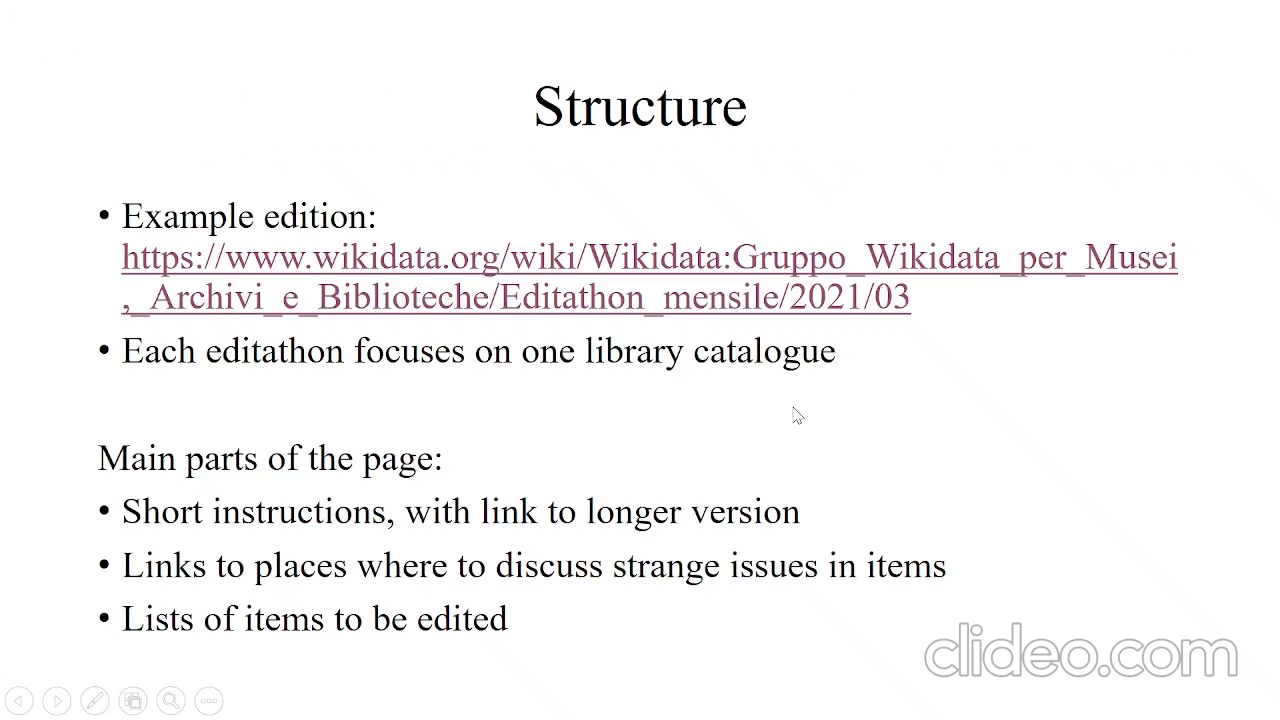 Structure
• Example edition:
https://www.wikidata.org/wiki/Wikidata:Gruppo_Wikidata_per_Musei
,_Archivi_e_Biblioteche/Editathon_mensile/2021/03
• Each editathon focuses on one library catalogue
Main parts of the page:
• Short instructions, with link to longer version
• Links to places where to discuss strange issues in items
• Lists of items to be edited
clideo.com